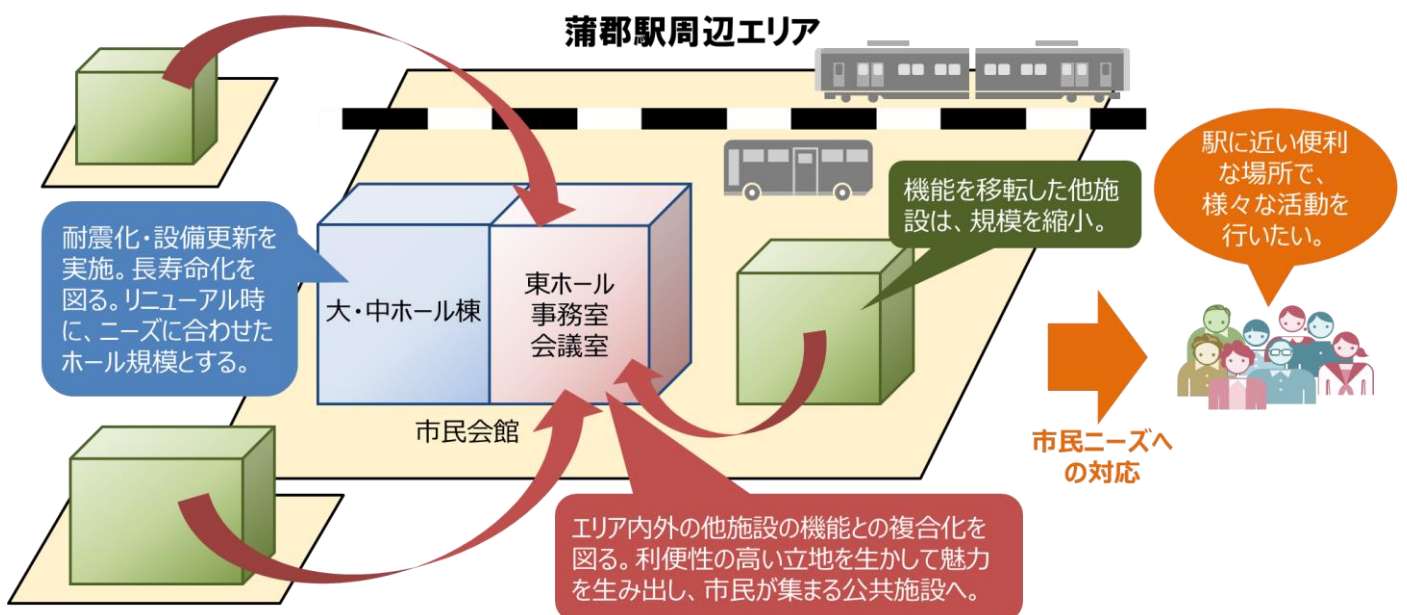 蒲郡駅周辺エリア
耐震化・設備更新を
実施。長寿命化を
図る。リニューアル時
に、ニーズに合わせた
ホール規模とする。
大・中ホール棟
東ホール
事務室
会議室
市民会館
機能を移転した他施
設は、規模を縮小。
駅に近い便利
な場所で、
様々な活動を
行いたい。
市民ニーズへ
の対応
エリア内外の他施設の機能との複合化を
図る。利便性の高い立地を生かして魅力
を生み出し、市民が集まる公共施設へ。